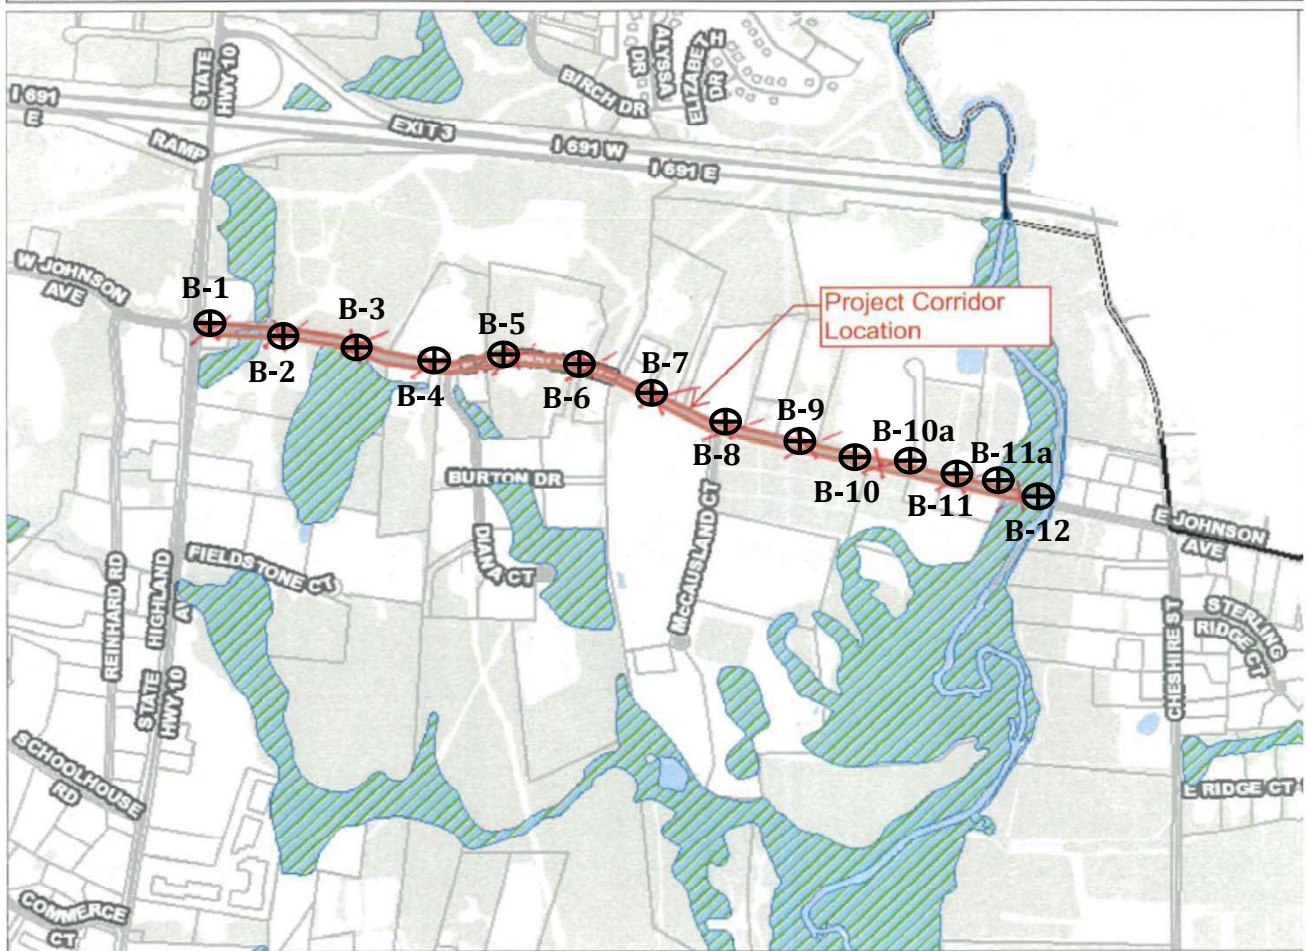 STATE
HWY 10
DR
ALYSSA
ELIZABETH
DR
BIRCH DR
I 691
E
EXIT 3
RAMP
I 691 W
I 691 E
W JOHNSON
AVE
B-1
B-3
B-5
B-2
B-4
B-6
B-7
Project Corridor
Location
B-9
B-8
B-10a
B-10
B-11a
B-11
B-12
BURTON DR
E JOHNSON
AVE
FIELDSTONE CT
DIANA CT
McCAUSLAND CT
REINHARD RD
STATE HIGHLAND
HWY 10 AV
CHESHIRE ST
STERLING
RIDGE CT
SCHOOLHOUSE
RD
E RIDGE CT
COMMERCE
CT